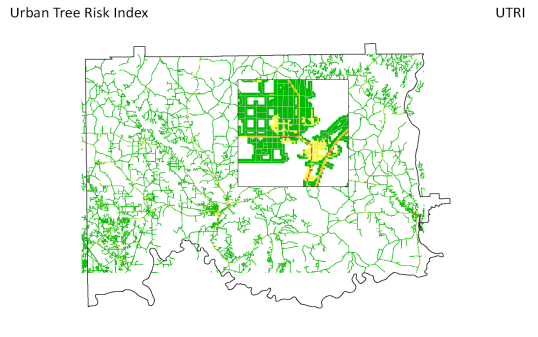 Urban Tree Risk Index
UTRI